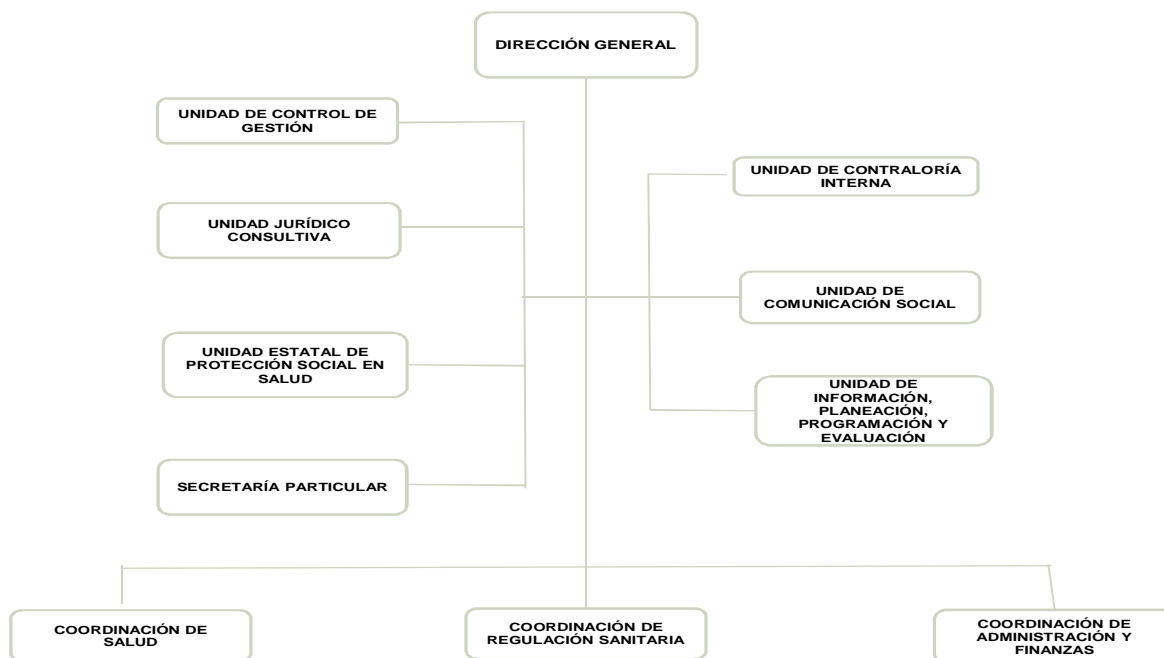 DIRECCIÓN GENERAL
UNIDAD DE CONTROL DE
GESTIÓN
UNIDAD DE CONTRALORÍA
INTERNA
UNIDAD JURÍDICO
CONSULTIVA
UNIDAD DE
COMUNICACIÓN SOCIAL
UNIDAD ESTATAL DE
PROTECCIÓN SOCIAL EN
SALUD
UNIDAD DE
INFORMACIÓN,
PLANEACIÓN,
PROGRAMACIÓN Y
EVALUACIÓN
SECRETARÍA PARTICULAR
COORDINACIÓN DE
SALUD
COORDINACIÓN DE
REGULACIÓN SANITARIA
COORDINACIÓN DE
ADMINISTRACIÓN Y
FINANZAS